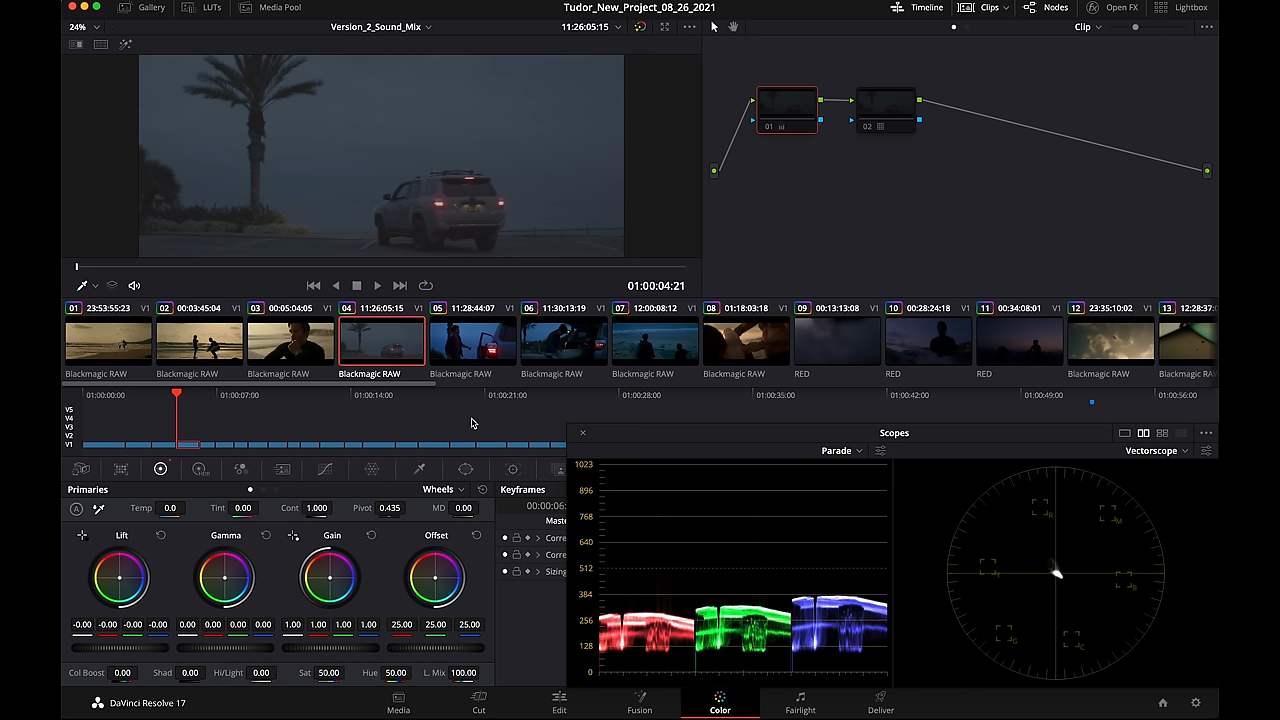 Gallery LUTs Media Pool Tudor_New_Project_08_26_2021 Timeline Clips Nodes Open FX Lightbox
24% Version_2_Sound_Mix 11:26:05:15 Clip
01 02
01:00:04:21
01 23:53:55:23 V1 02 00:03:45:04 V1 03 00:05:04:05 V1 04 11:26:05:15 V1 05 11:28:44:07 V1 06 11:30:13:19 V1 07 12:00:08:12 V1 08 01:18:03:18 V1 09 00:13:13:08 V1 10 00:28:24:18 V1 11 00:34:08:01 V1 12 23:35:10:02 V1 13 12:28:37:
Blackmagic RAW Blackmagic RAW Blackmagic RAW Blackmagic RAW Blackmagic RAW Blackmagic RAW Blackmagic RAW Blackmagic RAW RED RED RED Blackmagic RAW Blackmagic RAW
01:00:00:00 01:00:07:00 01:00:14:00 01:00:21:00 01:00:28:00 01:00:35:00 01:00:42:00 01:00:49:00 01:00:56:00
V5
V4
V3
V2
V1
Scopes
Parade Vectorscope
Primaries Wheels Keyframes
Temp 0.0 Tint 0.00 Cont 1.000 Pivot 0.435 MD 0.00 00:00:06:
Maste
Lift Gamma Gain Offset
Corre
Corre
Sizing
-0.00 -0.00 -0.00 -0.00 0.00 0.00 0.00 0.00 1.00 1.00 1.00 1.00 25.00 25.00 25.00
Col Boost 0.00 Shad 0.00 Hi/Light 0.00 Sat 50.00 Hue 50.00 L. Mix 100.00
1023
896
768
640
512
384
256
128
0
R
M
Y
B
G
C
DaVinci Resolve 17 Media Cut Edit Fusion Color Fairlight Deliver